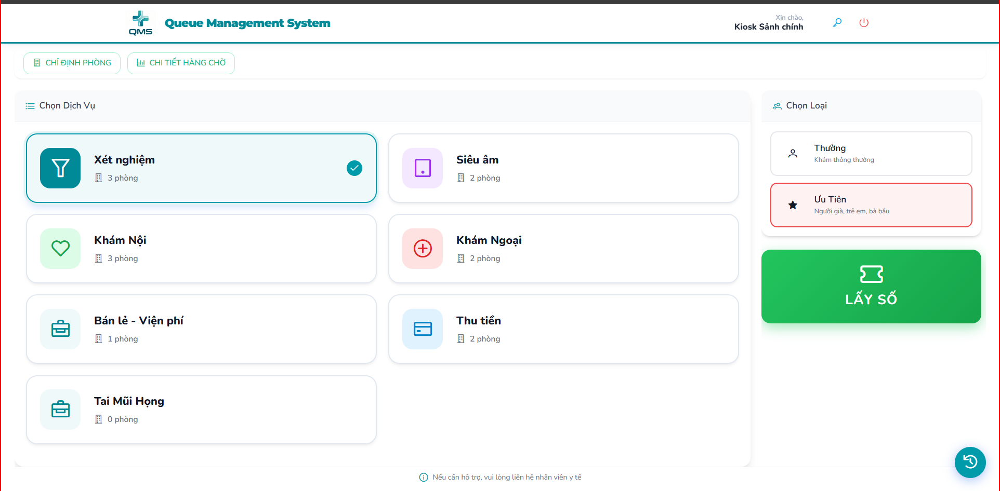 QMS
Queue Management System
Xin chào,
Kiosk Sảnh chính
CHỈ ĐỊNH PHÒNG
CHI TIẾT HÀNG CHỜ
Chọn Dịch Vụ
Xét nghiệm
3 phòng
Siêu âm
2 phòng
Khám Nội
3 phòng
Khám Ngoại
2 phòng
Bán lẻ - Viện phí
1 phòng
Thu tiền
2 phòng
Tai Mũi Họng
0 phòng
Chọn Loại
Thường
Khám thông thường
Ưu Tiên
Người già, trẻ em, bà bầu
LẤY SỐ
Nếu cần hỗ trợ, vui lòng liên hệ nhân viên y tế